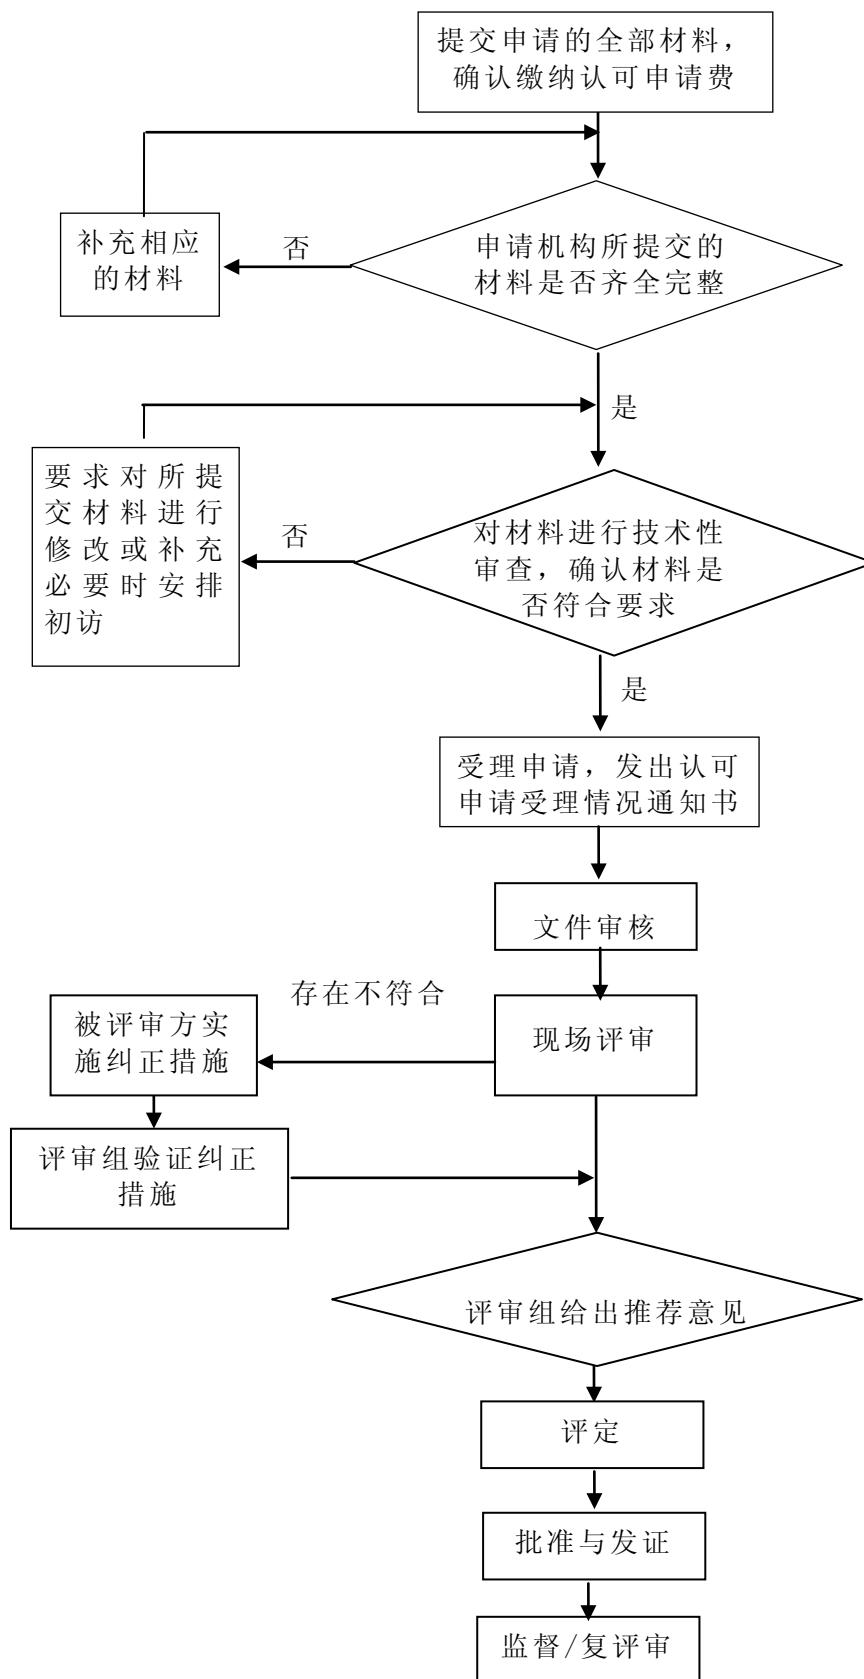 提交申请的全部材料，
确认缴纳认可申请费
补充相应
的材料
否
申请机构所提交的
材料是否齐全完整
是
要求对所提
交材料进行
修改或补充
必要时安排
初访
否
对材料进行技术性
审查，确认材料是
否符合要求
是
受理申请，发出认可
申请受理情况通知书
文件审核
存在不符合
被评审方实
施纠正措施
现场评审
评审组验证纠正
措施
评审组给出推荐意见
评定
批准与发证
监督/复评审